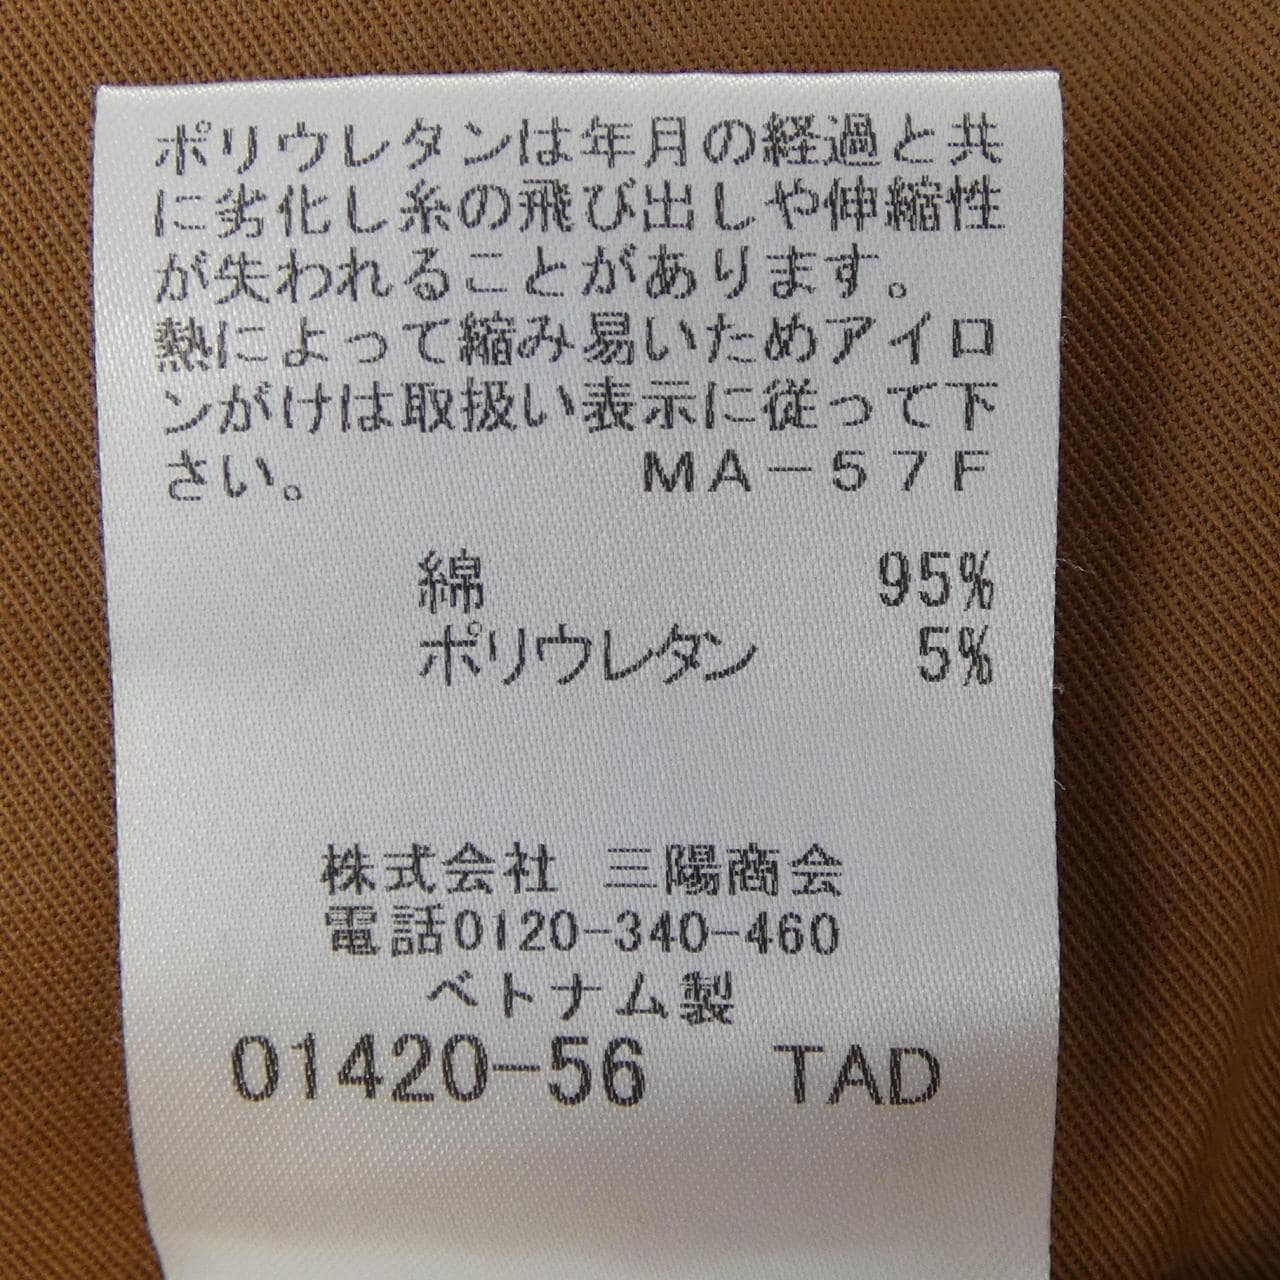 ポリウレタンは年月の経過と共
に劣化し糸の飛び出しや伸縮性
が失われることがあります。
熱によって縮み易いためアイロ
ンがけは取扱い表示に従って下
さい。 ＭＡ－５７Ｆ
綿 95%
ポリウレタン 5%
株式会社 三陽商会
電話0120-340-460
ベトナム製
01420-56 TAD